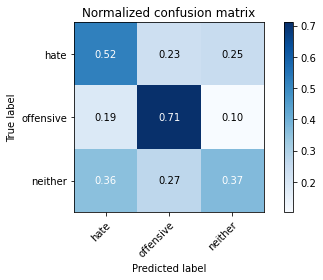 Normalized confusion matrix
hate
0.52 0.23 0.25
offensive
0.19 0.71 0.10
neither
0.36 0.27 0.37
True label
hate
offensive
neither
Predicted label
0.7
0.6
0.5
0.4
0.3
0.2